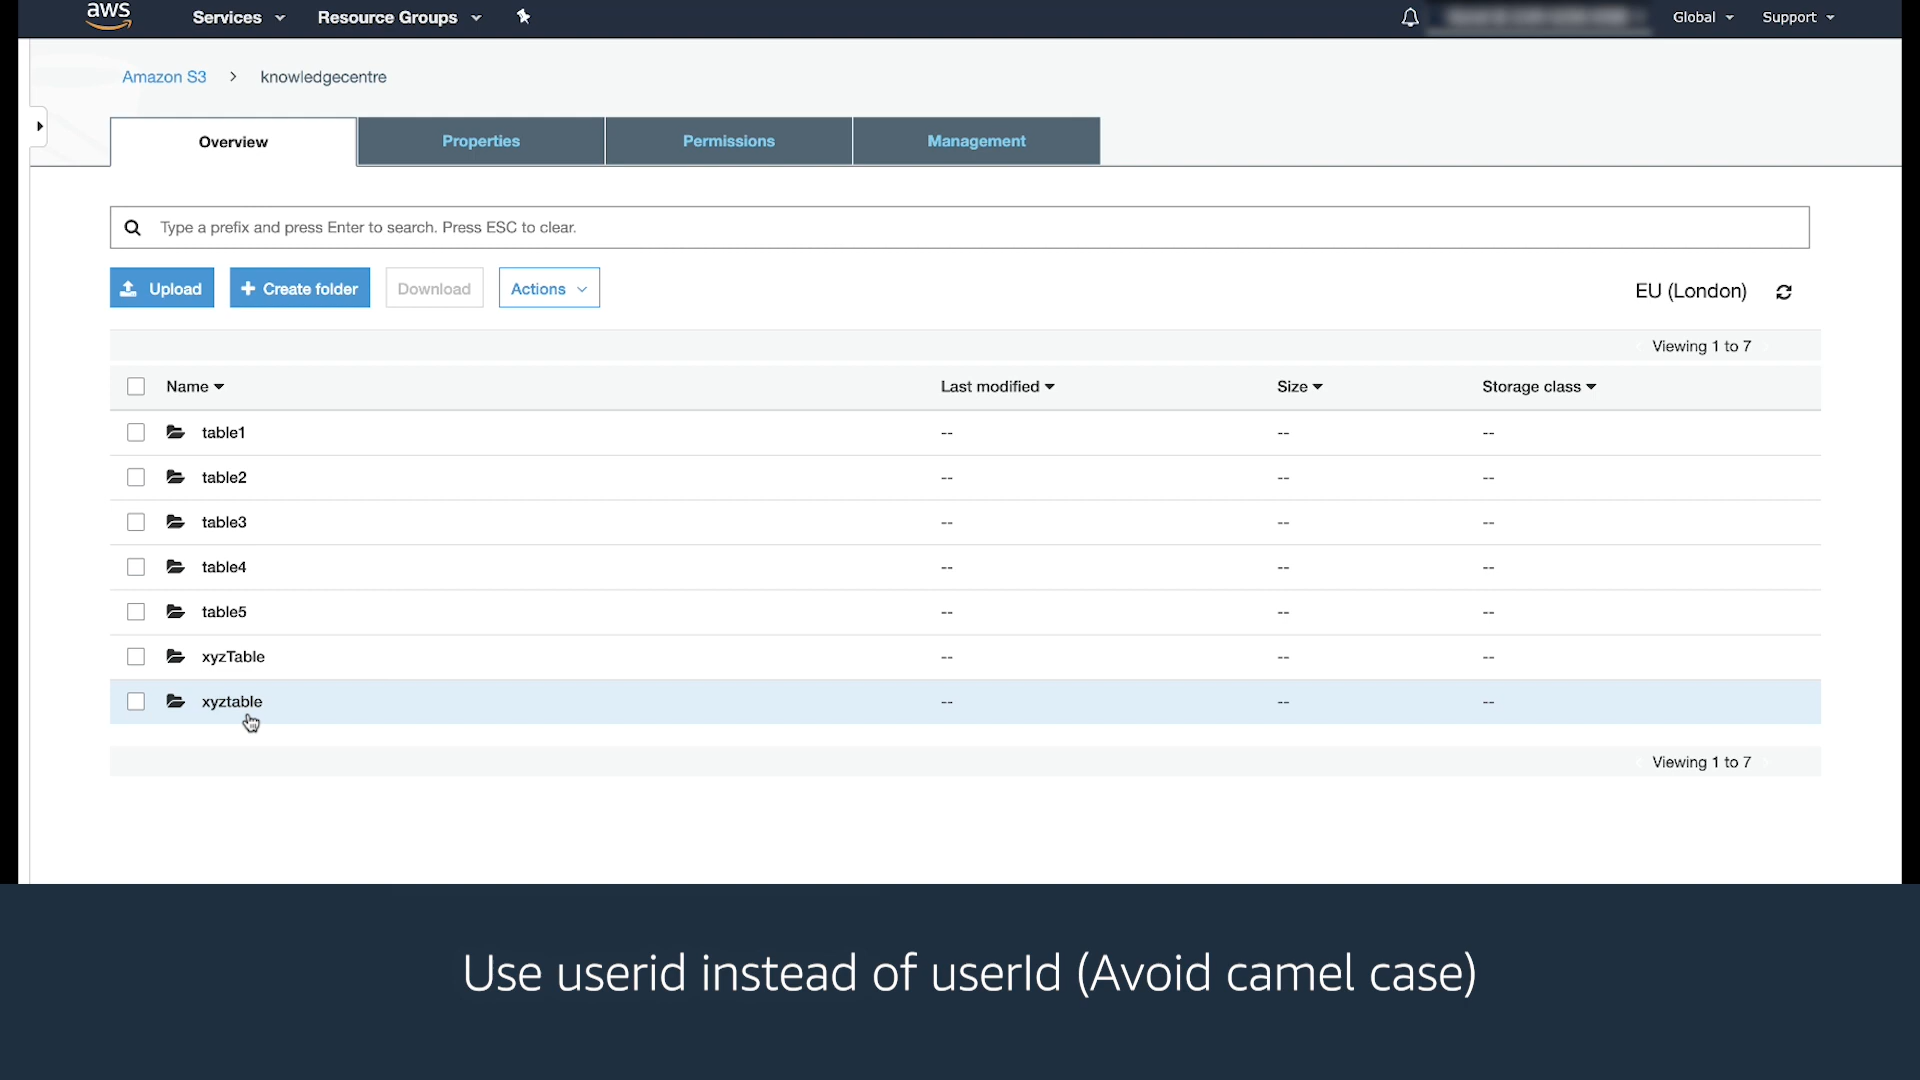 aws Services Resource Groups Global Support
Amazon S3 > knowledgecentre
Overview Properties Permissions Management
Type a prefix and press Enter to search. Press ESC to clear.
Upload + Create folder Download Actions EU (London)
Viewing 1 to 7
Name Last modified Size Storage class
table1 -- -- --
table2 -- -- --
table3 -- -- --
table4 -- -- --
table5 -- -- --
xyzTable -- -- --
xyztable -- -- --
Viewing 1 to 7
Use userid instead of userId (Avoid camel case)